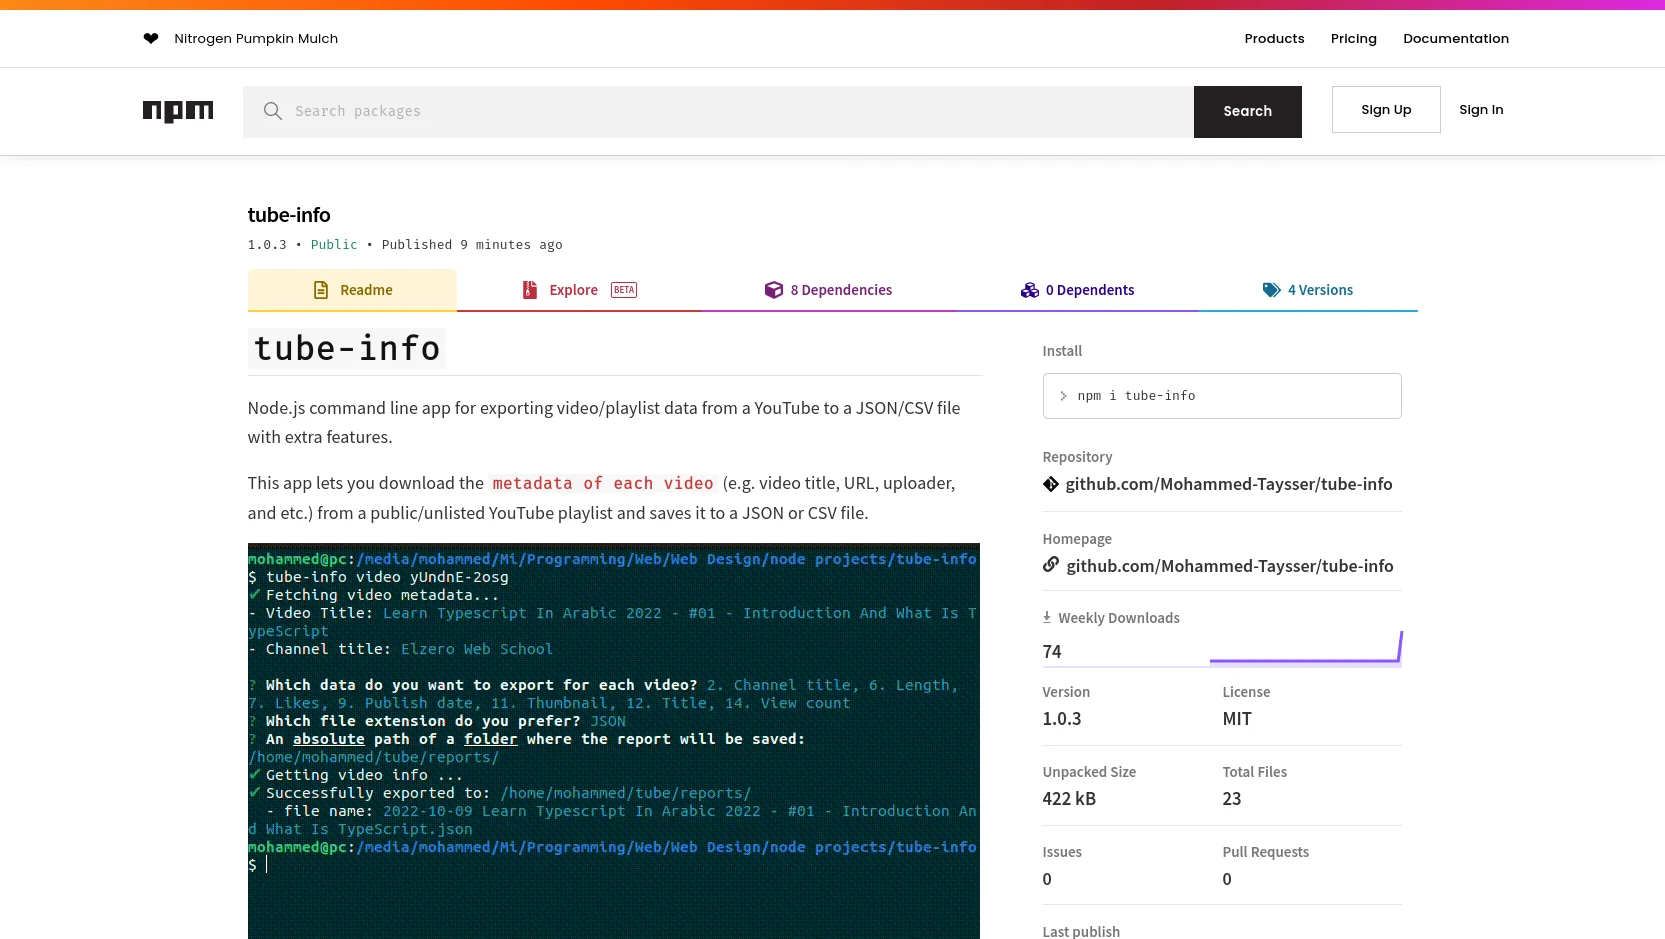 ❤ Nitrogen Pumpkin Mulch
Products Pricing Documentation
npm
Search packages
Search
Sign Up
Sign In
tube-info
1.0.3 • Public • Published 9 minutes ago
Readme
Explore BETA
8 Dependencies
0 Dependents
4 Versions
tube-info
Node.js command line app for exporting video/playlist data from a YouTube to a JSON/CSV file
with extra features.
This app lets you download the metadata of each video (e.g. video title, URL, uploader,
and etc.) from a public/unlisted YouTube playlist and saves it to a JSON or CSV file.
mohammed@pc:/media/mohammed/Mi/Programming/Web/Web Design/node projects/tube-info
$ tube-info video yUndnE-2osg
✔ Fetching video metadata...
- Video Title: Learn Typescript In Arabic 2022 - #01 - Introduction And What Is T
ypeScript
- Channel title: Elzero Web School
? Which data do you want to export for each video? 2. Channel title, 6. Length,
7. Likes, 9. Publish date, 11. Thumbnail, 12. Title, 14. View count
? Which file extension do you prefer? JSON
? An absolute path of a folder where the report will be saved:
/home/mohammed/tube/reports/
✔ Getting video info ...
✔ Successfully exported to: /home/mohammed/tube/reports/
- file name: 2022-10-09 Learn Typescript In Arabic 2022 - #01 - Introduction An
d What Is TypeScript.json
mohammed@pc:/media/mohammed/Mi/Programming/Web/Web Design/node projects/tube-info
$
Install
> npm i tube-info
Repository
github.com/Mohammed-Taysser/tube-info
Homepage
github.com/Mohammed-Taysser/tube-info
Weekly Downloads
74
Version
1.0.3
License
MIT
Unpacked Size
422 kB
Total Files
23
Issues
0
Pull Requests
0
Last publish